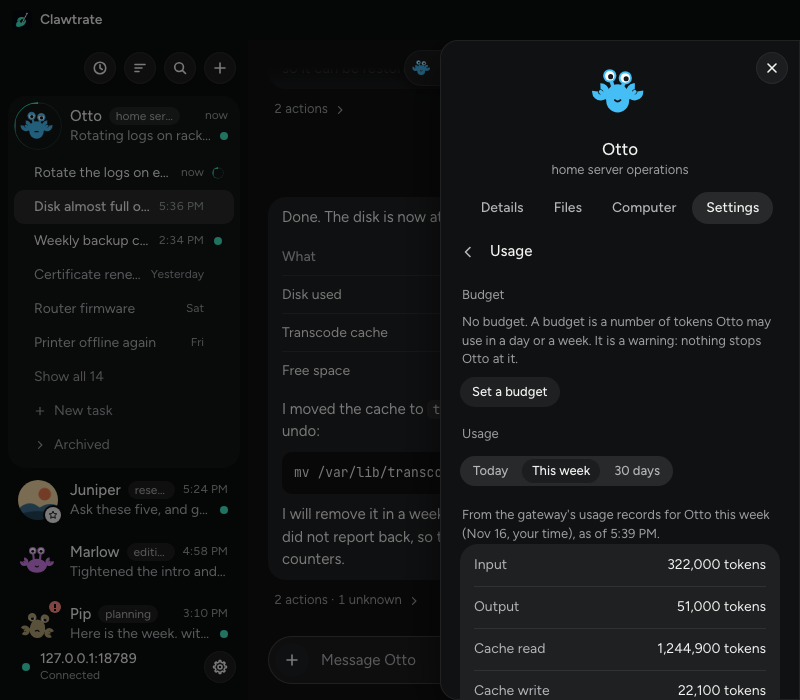 Clawtrate
Otto home ser... now
Rotating logs on rack...
Rotate the logs on e... now
Disk almost full o... 5:36 PM
Weekly backup c... 2:34 PM
Certificate rene... Yesterday
Router firmware Sat
Printer offline again Fri
Show all 14
+ New task
> Archived
Juniper rese... 5:24 PM
Ask these five, and g...
Marlow editi... 4:58 PM
Tightened the intro and...
Pip planning 3:10 PM
Here is the week. wit...
127.0.0.1:18789
Connected
2 actions >
Done. The disk is now at
What
Disk used
Transcode cache
Free space
I moved the cache to
undo:
mv /var/lib/transco
I will remove it in a week
did not report back, so
counters.
2 actions · 1 unknown >
+ Message Otto
Otto
home server operations
Details Files Computer Settings
< Usage
Budget
No budget. A budget is a number of tokens Otto may
use in a day or a week. It is a warning: nothing stops
Otto at it.
Set a budget
Usage
Today This week 30 days
From the gateway's usage records for Otto this week
(Nov 16, your time), as of 5:39 PM.
Input 322,000 tokens
Output 51,000 tokens
Cache read 1,244,900 tokens
Cache write 22,100 tokens